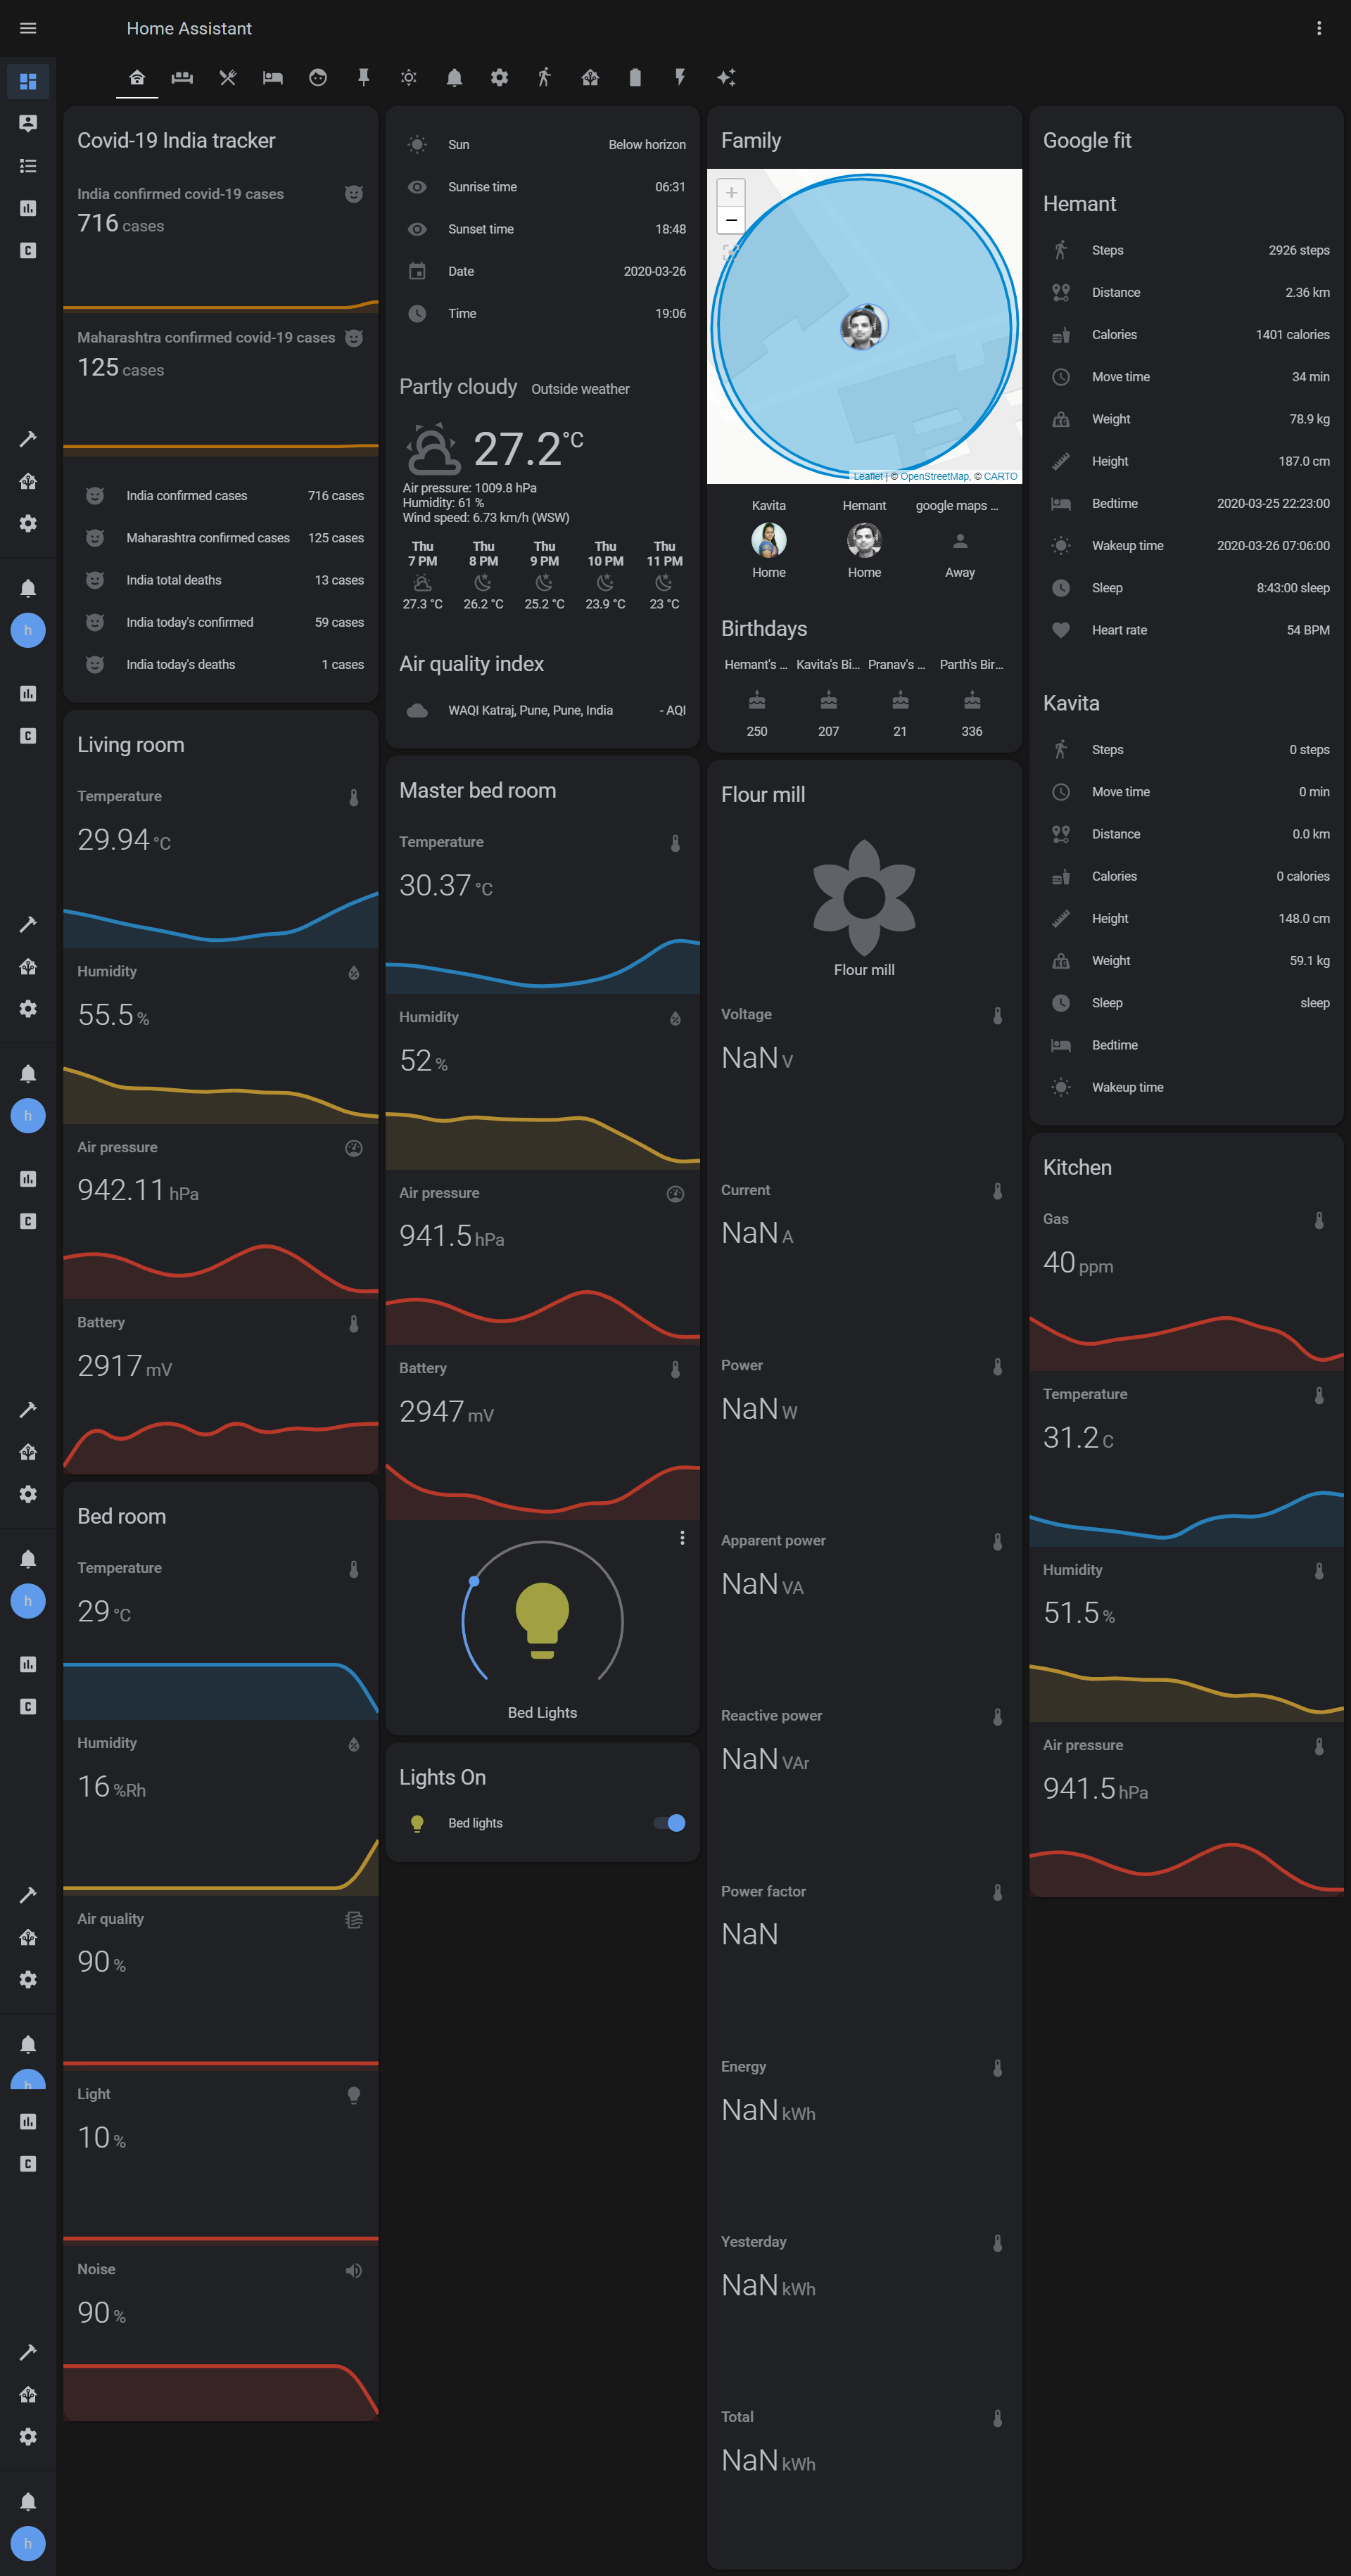 Home Assistant
Covid-19 India tracker
India confirmed covid-19 cases
716 cases
Maharashtra confirmed covid-19 cases
125 cases
India confirmed cases 716 cases
Maharashtra confirmed cases 125 cases
India total deaths 13 cases
India today's confirmed 59 cases
India today's deaths 1 cases
Living room
Temperature
29.94 °C
Humidity
55.5 %
Air pressure
942.11 hPa
Battery
2917 mV
Bed room
Temperature
29 °C
Humidity
16 %Rh
Air quality
90 %
Light
10 %
Noise
90 %
Sun Below horizon
Sunrise time 06:31
Sunset time 18:48
Date 2020-03-26
Time 19:06
Partly cloudy Outside weather
27.2 °C
Air pressure: 1009.8 hPa
Humidity: 61 %
Wind speed: 6.73 km/h (WSW)
Thu Thu Thu Thu Thu
7 PM 8 PM 9 PM 10 PM 11 PM
27.3 °C 26.2 °C 25.2 °C 23.9 °C 23 °C
Air quality index
WAQI Katraj, Pune, Pune, India - AQI
Master bed room
Temperature
30.37 °C
Humidity
52 %
Air pressure
941.5 hPa
Battery
2947 mV
Bed Lights
Lights On
Bed lights
Family
+
−
Leaflet | © OpenStreetMap, © CARTO
Kavita Hemant google maps ...
Home Home Away
Birthdays
Hemant's ... Kavita's Bi... Pranav's ... Parth's Bir...
250 207 21 336
Flour mill
Flour mill
Voltage
NaN V
Current
NaN A
Power
NaN W
Apparent power
NaN VA
Reactive power
NaN VAr
Power factor
NaN
Energy
NaN kWh
Yesterday
NaN kWh
Total
NaN kWh
Google fit
Hemant
Steps 2926 steps
Distance 2.36 km
Calories 1401 calories
Move time 34 min
Weight 78.9 kg
Height 187.0 cm
Bedtime 2020-03-25 22:23:00
Wakeup time 2020-03-26 07:06:00
Sleep 8:43:00 sleep
Heart rate 54 BPM
Kavita
Steps 0 steps
Move time 0 min
Distance 0.0 km
Calories 0 calories
Height 148.0 cm
Weight 59.1 kg
Sleep sleep
Bedtime
Wakeup time
Kitchen
Gas
40 ppm
Temperature
31.2 C
Humidity
51.5 %
Air pressure
941.5 hPa
C
h
C
h
C
h
C
h
C
h